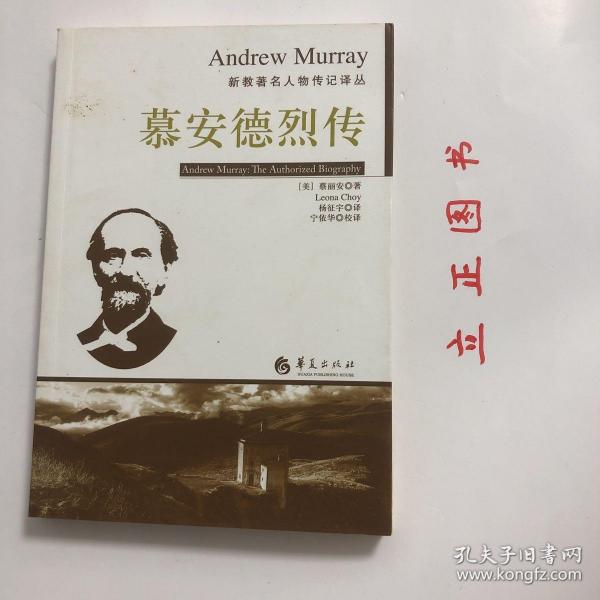 Andrew Murray
新教著名人物传记译丛
慕安德烈传
Andrew Murray: The Authorized Biography
[美] 蔡丽安◎著
Leona Choy
杨征宇◎译
宁依华◎校译
华夏出版社
HUAXIA PUBLISHING HOUSE
立正图书
孔夫子旧书网
www.kongfz.com